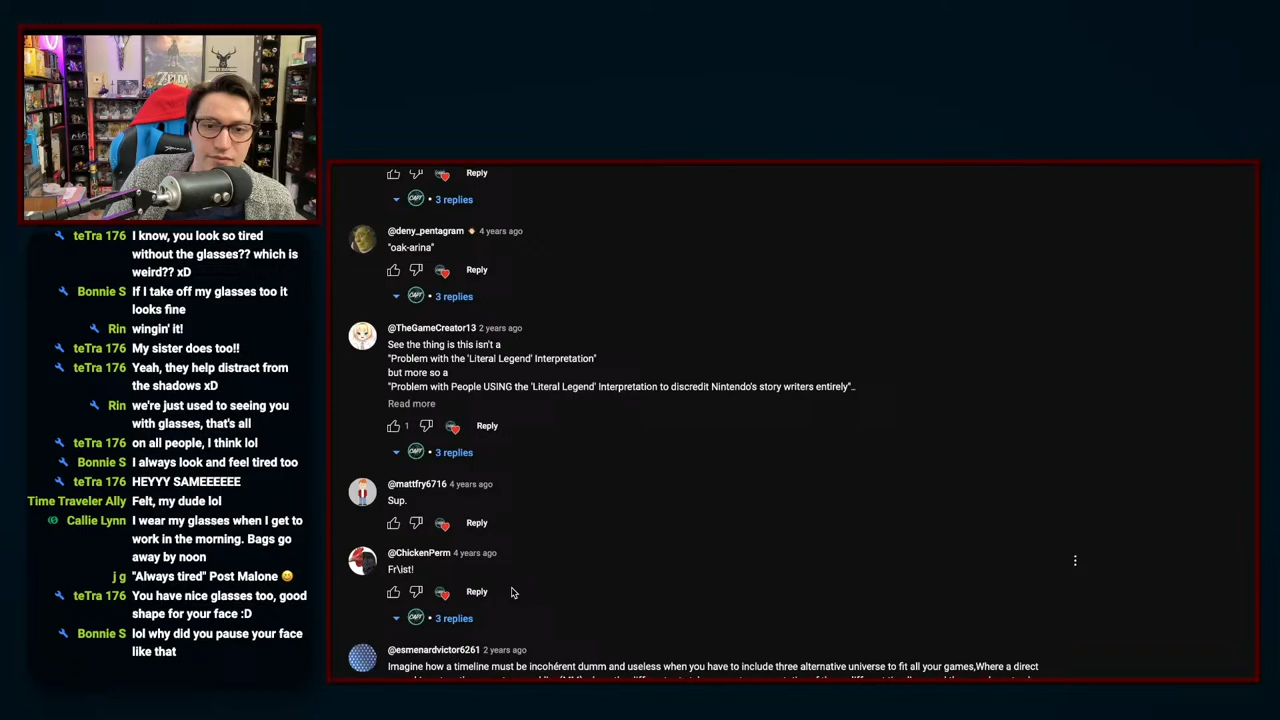 ZELDA
teTra 176 I know, you look so tired
without the glasses?? which is
weird?? xD
Bonnie S If I take off my glasses too it
looks fine
Rin wingin' it!
teTra 176 My sister does too!!
teTra 176 Yeah, they help distract from
the shadows xD
Rin we're just used to seeing you
with glasses, that's all
teTra 176 on all people, I think lol
Bonnie S I always look and feel tired too
teTra 176 HEYYY SAMEEEEEE
Time Traveler Ally Felt, my dude lol
Callie Lynn I wear my glasses when I get to
work in the morning. Bags go
away by noon
j g "Always tired" Post Malone 😀
teTra 176 You have nice glasses too, good
shape for your face :D
Bonnie S lol why did you pause your face
like that
Reply
3 replies
@deny_pentagram 4 years ago
"oak-arina"
Reply
3 replies
@TheGameCreator13 2 years ago
See the thing is this isn't a
"Problem with the 'Literal Legend' Interpretation"
but more so a
"Problem with People USING the 'Literal Legend' Interpretation to discredit Nintendo's story writers entirely"...
Read more
1 Reply
3 replies
@mattfry6716 4 years ago
Sup.
Reply
@ChickenPerm 4 years ago
Fr\ist!
Reply
3 replies
@esmenardvictor6261 2 years ago
Imagine how a timeline must be incohérent dumm and useless when you have to include three alternative universe to fit all your games,Where a direct